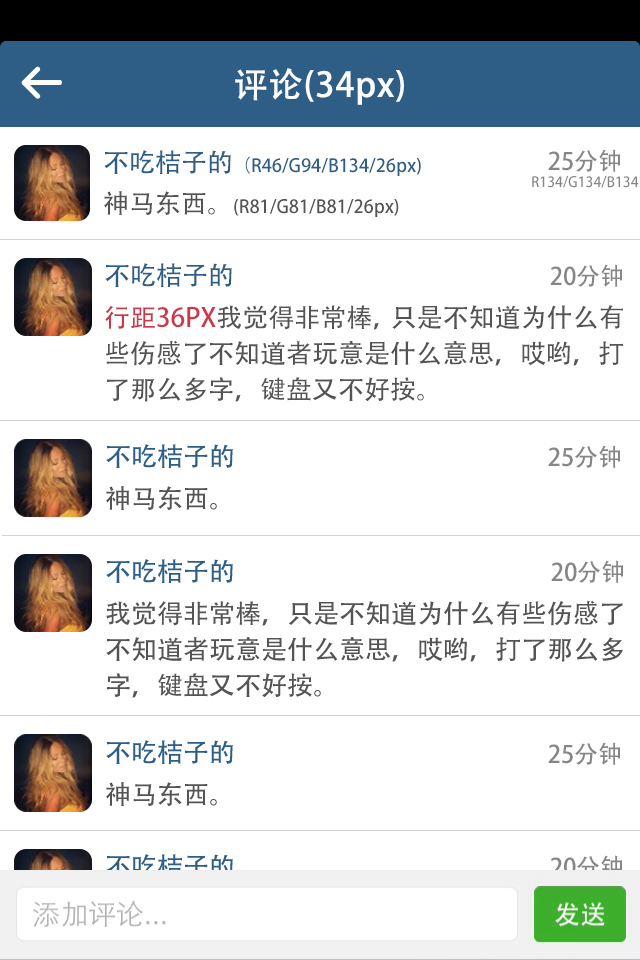 评论(34px)
不吃桔子的（R46/G94/B134/26px) 25分钟
R134/G134/B134
神马东西。(R81/G81/B81/26px)
不吃桔子的 20分钟
行距36PX我觉得非常棒，只是不知道为什么有
些伤感了不知道者玩意是什么意思，哎哟，打
了那么多字，键盘又不好按。
不吃桔子的 25分钟
神马东西。
不吃桔子的 20分钟
我觉得非常棒，只是不知道为什么有些伤感了
不知道者玩意是什么意思，哎哟，打了那么多
字，键盘又不好按。
不吃桔子的 25分钟
神马东西。
不吃桔子的 20分钟
添加评论... 发送